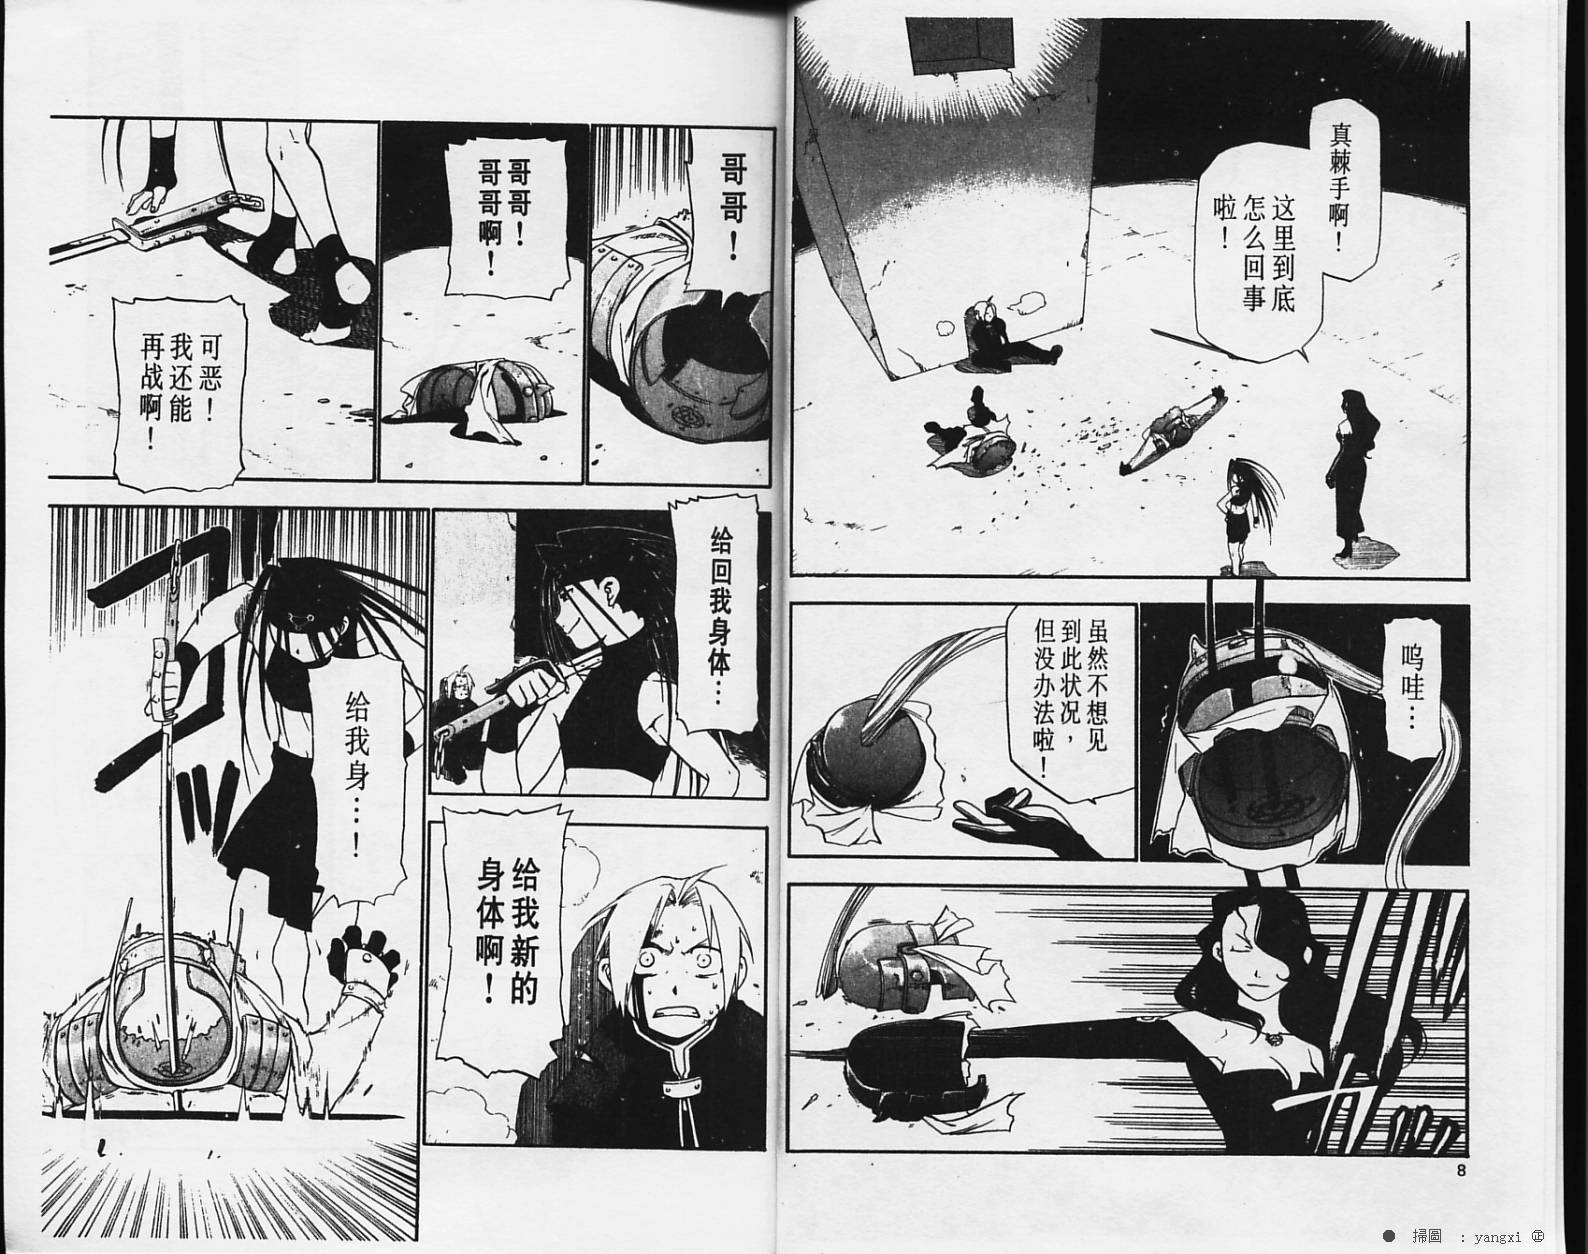 真棘手啊！
这里到底
怎么回事
啦！
呜哇…
虽然不想见
到此状况，
但没办法啦！
8
哥哥！
哥哥！
哥哥啊！
可恶！
我还能
再战啊！
给回我身体…
给我新的
身体啊！
给我身…！
● 掃圖 : yangxi ㊣